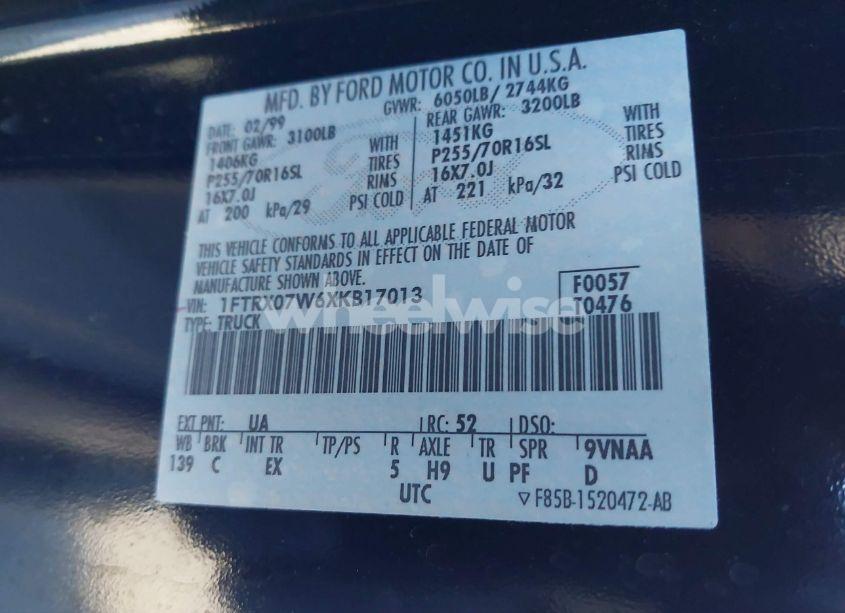 MFD. BY FORD MOTOR CO. IN U.S.A.
DATE: 02/99 GVWR: 6050LB/ 2744KG
FRONT GAWR: 3100LB REAR GAWR: 3200LB
1406KG WITH 1451KG WITH
P255/70R16SL TIRES P255/70R16SL TIRES
16X7.0J RIMS 16X7.0J RIMS
AT 200 kPa/29 PSI COLD AT 221 kPa/32 PSI COLD
THIS VEHICLE CONFORMS TO ALL APPLICABLE FEDERAL MOTOR
VEHICLE SAFETY STANDARDS IN EFFECT ON THE DATE OF
MANUFACTURE SHOWN ABOVE.
VIN: 1FTRX07W6XKB17013 F0057
TYPE: TRUCK T0476
wheelwise
EXT PNT: UA RC: 52 DSO:
WB BRK INT TR TP/PS R AXLE TR SPR 9VNAA
139 C EX 5 H9 U PF D
UTC ▽ F85B-1520472-AB